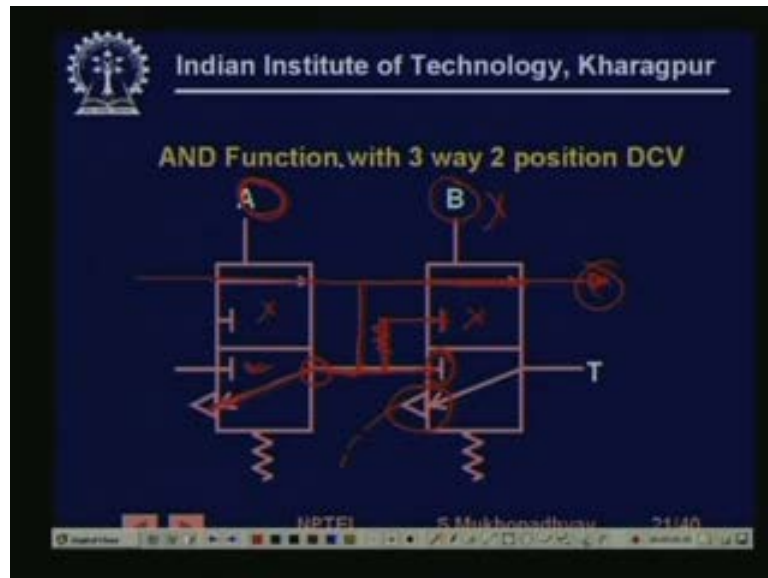 Indian Institute of Technology, Kharagpur
AND Function with 3 way 2 position DCV
A
B
T
NPTEL
S.Mukhopadhyay
21/40